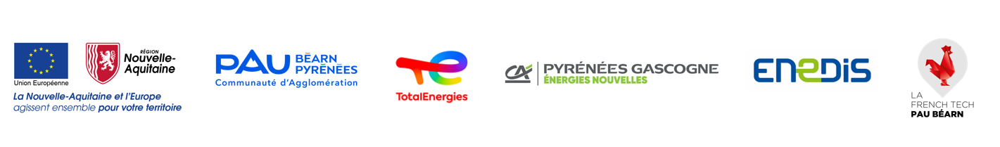 Union Européenne
RÉGION
Nouvelle-
Aquitaine
La Nouvelle-Aquitaine et l'Europe
agissent ensemble pour votre territoire
PAU BÉARN
PYRÉNÉES
Communauté d'Agglomération
TotalEnergies
CA PYRÉNÉES GASCOGNE
ÉNERGIES NOUVELLES
ENEDIS
LA
FRENCH TECH
PAU BÉARN